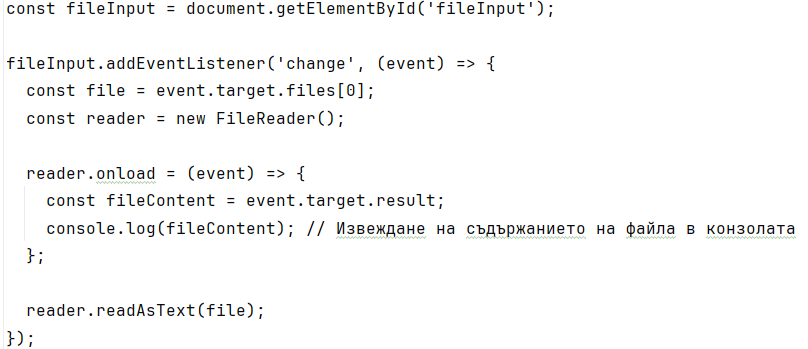 const fileInput = document.getElementById('fileInput');
fileInput.addEventListener('change', (event) => {
const file = event.target.files[0];
const reader = new FileReader();
reader.onload = (event) => {
const fileContent = event.target.result;
console.log(fileContent); // Извеждане на съдържанието на файла в конзолата
};
reader.readAsText(file);
});